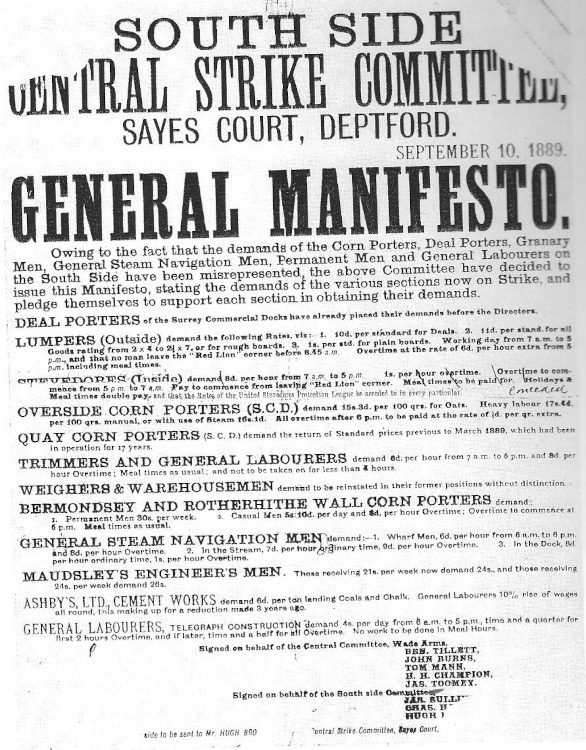 SOUTH SIDE
CENTRAL STRIKE COMMITTEE,
SAYES COURT, DEPTFORD.
SEPTEMBER 10, 1889.
GENERAL MANIFESTO.
Owing to the fact that the demands of the Corn Porters, Deal Porters, Granary
Men, General Steam Navigation Men, Permanent Men and General Labourers on
the South Side have been misrepresented, the above Committee have decided to
issue this Manifesto, stating the demands of the various sections now on Strike, and
pledge themselves to support each section in obtaining their demands.
DEAL PORTERS of the Surrey Commercial Docks have already placed their demands before the Directors.
LUMPERS (Outside) demand the following Rates, viz:- 1. 10d. per standard for Deals. 2. 11d. per stand. for all
Goods rating from 2 x 4 to 2½ x 7, or for rough boards. 3. 1s. per std. for plain boards. Working day from 7 a.m. to 5
p.m., and that no man leave the "Red Lion" corner before 6.45 a.m. Overtime at the rate of 6d. per hour extra from 5
p.m. including meal times.
STEVEDORES (Inside) demand 8d. per hour from 7 a.m. to 5 p.m. 1s. per hour overtime. Overtime to com-
mence from 5 p.m. to 7 a.m. Pay to commence from leaving "Red Lion" corner. Meal times to be paid for. Holidays &
Meal times double pay, and that the Rules of the United Stevedores Protection League be acceded to in every particular.
OVERSIDE CORN PORTERS (S.C.D.) demand 15s.3d. per 100 qrs. for Oats. Heavy labour 17s.4d.
per 100 qrs. manual, or with use of Steam 16s.1d. All overtime after 6 p.m. to be paid at the rate of ½d. per qr. extra.
QUAY CORN PORTERS (S. C. D.) demand the return of Standard prices previous to March 1889, which had been
in operation for 17 years.
TRIMMERS AND GENERAL LABOURERS demand 6d. per hour from 7 a.m. to 6 p.m. and 8d. per
hour Overtime; Meal times as usual; and not to be taken on for less than 4 hours.
WEIGHERS & WAREHOUSEMEN demand to be reinstated in their former positions without distinction.
BERMONDSEY AND ROTHERHITHE WALL CORN PORTERS demand:
1. Permanent Men 30s. per week. 2. Casual Men 5s.10d. per day and 8d. per hour Overtime; Overtime to commence at
6 p.m. Meal times as usual.
GENERAL STEAM NAVIGATION MEN demand:-1. Wharf Men, 6d. per hour from 6 a.m. to 6 p.m.
and 8d. per hour Overtime. 2. In the Stream, 7d. per hour ordinary time, 9d. per hour Overtime. 3. In the Dock, 8d.
per hour ordinary time, 1s. per hour Overtime.
MAUDSLEY'S ENGINEER'S MEN. Those receiving 21s. per week now demand 24s., and those receiving
24s. per week demand 26s.
ASHBY'S, LTD., CEMENT WORKS demand 6d. per ton landing Coals and Chalk. General Labourers 10% rise of wages
all round, this making up for a reduction made 3 years ago.
GENERAL LABOURERS, TELEGRAPH CONSTRUCTION demand 4s. per day from 8 a.m. to 5 p.m., time and a quarter for
first 2 hours Overtime, and if later, time and a half for all Overtime. No work to be done in Meal Hours.
Signed on behalf of the Central Committee, Wade Arms,
BEN. TILLETT,
JOHN BURNS,
TOM MANN,
H. H. CHAMPION,
JAS. TOOMEY.
Signed on behalf of the South side Committee,
CHAS. H
HUGH
side to be sent to Mr. HUGH BRO
Central Strike Committee, Sayes Court,